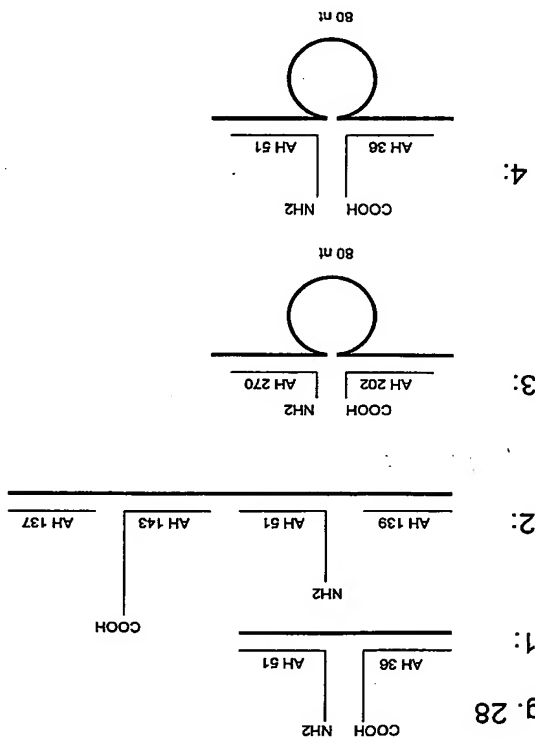 g. 28
COOH NH2
1: AH 36 AH 51
COOH
NH2
2: AH 139 AH 51 AH 143 AH 137
COOH NH2
3: AH 202 AH 270
80 nt
COOH NH2
4: AH 36 AH 51
80 nt